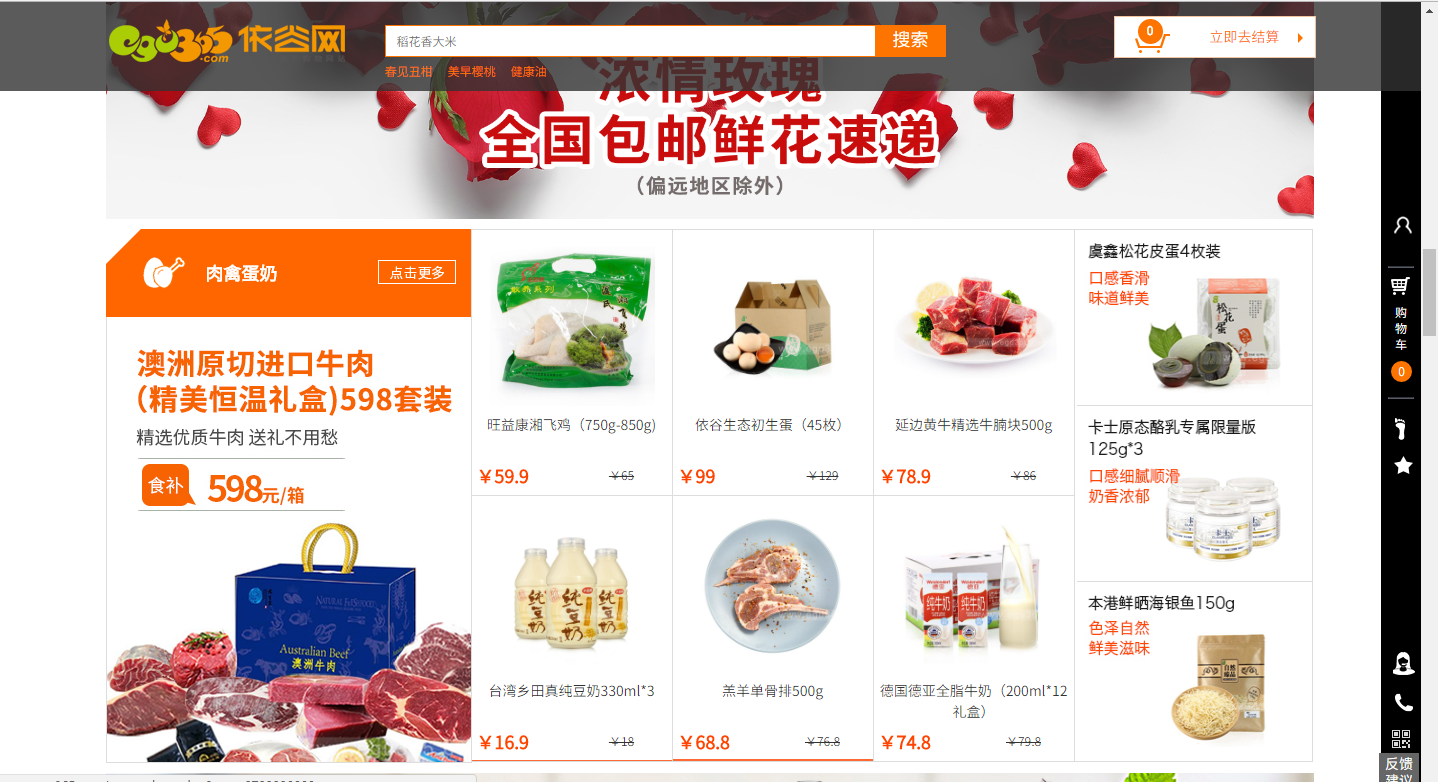 egu365
.com
依谷网
稻花香大米
搜索
春见丑柑 美早樱桃 健康油
0
立即去结算
浓情玫瑰
全国包邮鲜花速递
（偏远地区除外）
肉禽蛋奶
点击更多
澳洲原切进口牛肉
(精美恒温礼盒)598套装
精选优质牛肉 送礼不用愁
食补
598元/箱
Australian Beef
澳洲牛肉
旺益康湘飞鸡（750g-850g)
￥59.9
￥65
依谷生态初生蛋（45枚）
￥99
￥129
延边黄牛精选牛腩块500g
￥78.9
￥86
纯豆奶
台湾乡田真纯豆奶330ml*3
￥16.9
￥18
羔羊单骨排500g
￥68.8
￥76.8
纯牛奶
德国德亚全脂牛奶（200ml*12
礼盒）
￥74.8
￥79.8
虞鑫松花皮蛋4枚装
口感香滑
味道鲜美
松花蛋
卡士原态酪乳专属限量版
125g*3
口感细腻顺滑
奶香浓郁
卡士
本港鲜晒海银鱼150g
色泽自然
鲜美滋味
购
物
车
0
反馈
建议